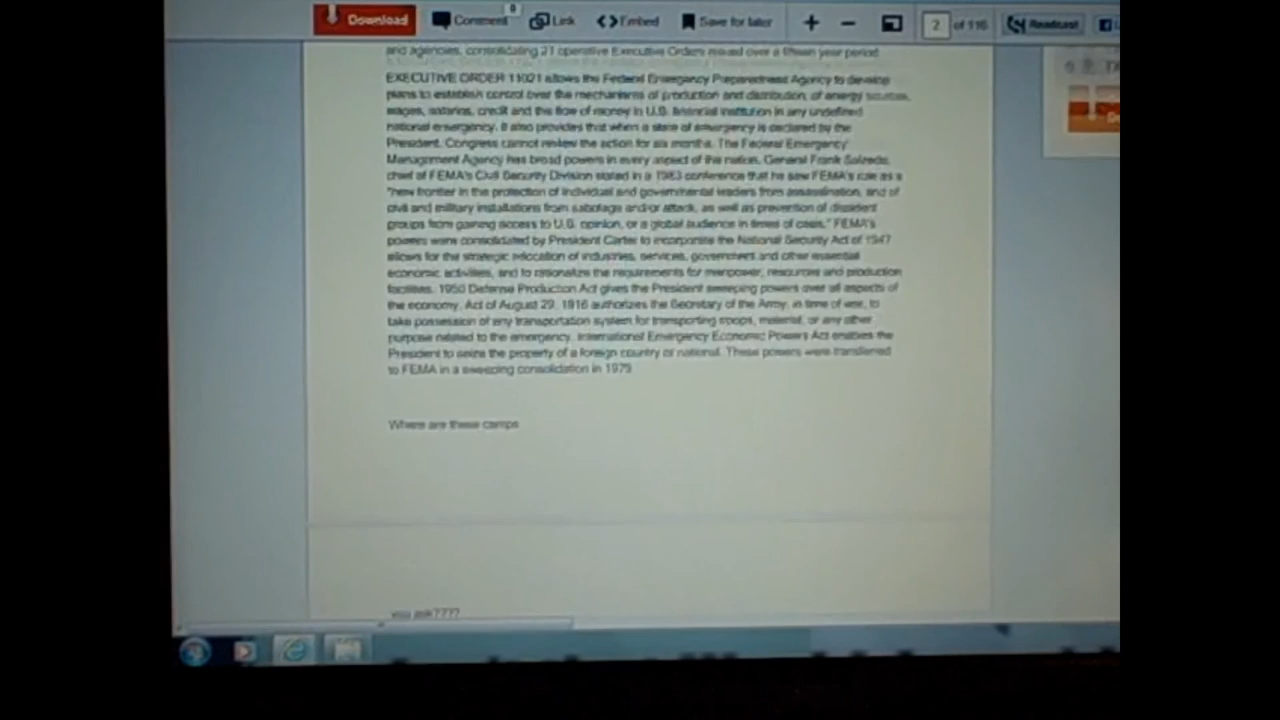 Download
Comment
0
Link
Embed
Save for later
2 of 116
Readcast
and agencies, consolidating 21 operative Executive Orders issued over a fifteen year period.
EXECUTIVE ORDER 11921 allows the Federal Emergency Preparedness Agency to develop
plans to establish control over the mechanisms of production and distribution, of energy sources,
wages, salaries, credit and the flow of money in U.S. financial institution in any undefined
national emergency. It also provides that when a state of emergency is declared by the
President, Congress cannot review the action for six months. The Federal Emergency
Management Agency has broad powers in every aspect of the nation. General Frank Salzedo,
chief of FEMA's Civil Security Division stated in a 1983 conference that he saw FEMA's role as a
"new frontier in the protection of individual and governmental leaders from assassination, and of
civil and military installations from sabotage and/or attack, as well as prevention of dissident
groups from gaining access to U.S. opinion, or a global audience in times of crisis." FEMA's
powers were consolidated by President Carter to incorporate the National Security Act of 1947
allows for the strategic relocation of industries, services, government and other essential
economic activities, and to rationalize the requirements for manpower, resources and production
facilities. 1950 Defense Production Act gives the President sweeping powers over all aspects of
the economy. Act of August 29, 1916 authorizes the Secretary of the Army, in time of war, to
take possession of any transportation system for transporting troops, material, or any other
purpose related to the emergency. International Emergency Economic Powers Act enables the
President to seize the property of a foreign country or national. These powers were transferred
to FEMA in a sweeping consolidation in 1979
Where are these camps
you ask????